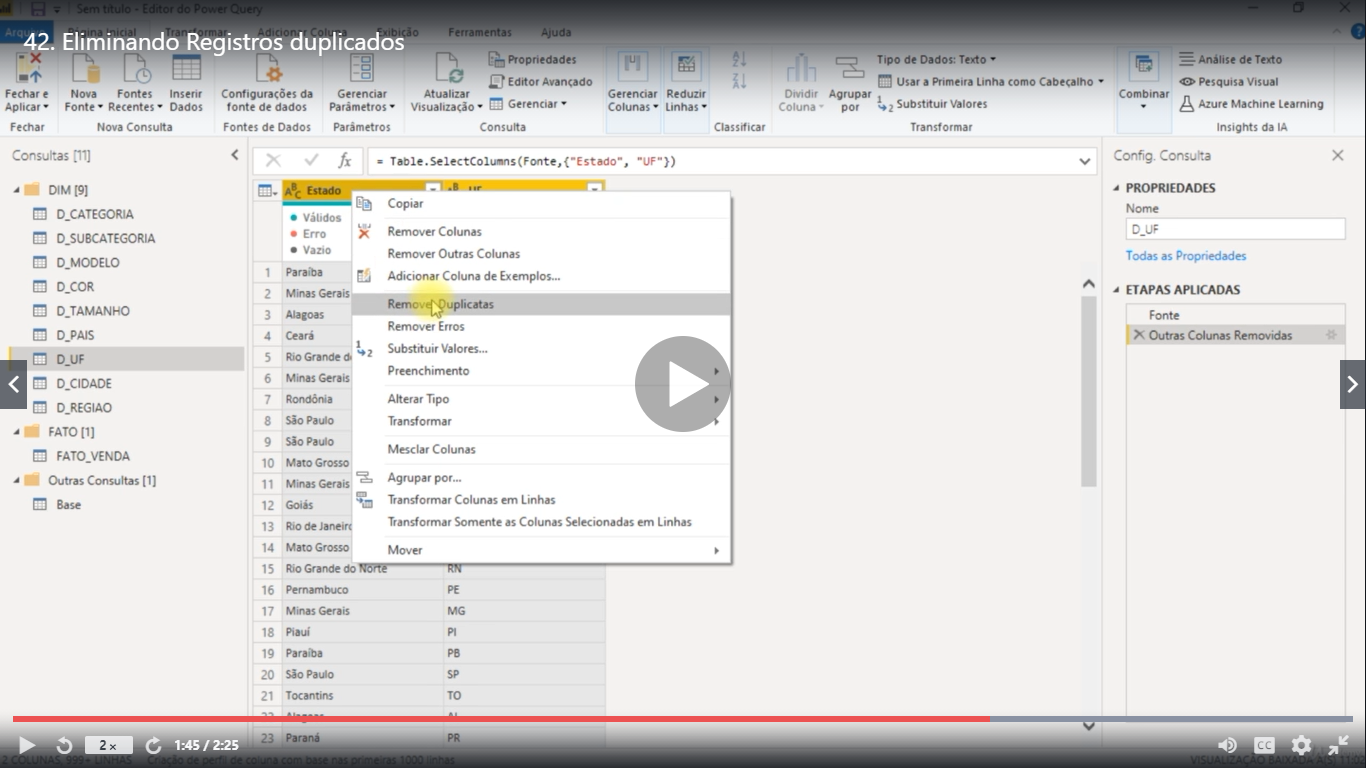 Sem título - Editor do Power Query
42. Eliminando Registros duplicados
Arquivo Página Inicial Transformar Adicionar Coluna Exibição Ferramentas Ajuda
Fechar e Aplicar
Fechar
Nova Fonte
Fontes Recentes
Inserir Dados
Nova Consulta
Configurações da fonte de dados
Fontes de Dados
Gerenciar Parâmetros
Parâmetros
Atualizar Visualização
Propriedades
Editor Avançado
Gerenciar
Consulta
Gerenciar Colunas
Reduzir Linhas
Classificar
Dividir Coluna
Agrupar por
Tipo de Dados: Texto
Usar a Primeira Linha como Cabeçalho
Substituir Valores
Transformar
Combinar
Análise de Texto
Pesquisa Visual
Azure Machine Learning
Insights da IA
Consultas [11]
DIM [9]
D_CATEGORIA
D_SUBCATEGORIA
D_MODELO
D_COR
D_TAMANHO
D_PAIS
D_UF
D_CIDADE
D_REGIAO
FATO [1]
FATO_VENDA
Outras Consultas [1]
Base
fx = Table.SelectColumns(Fonte,{"Estado", "UF"})
Estado UF
Válidos
Erro
Vazio
1 Paraíba
2 Minas Gerais
3 Alagoas
4 Ceará
5 Rio Grande d
6 Minas Gerais
7 Rondônia
8 São Paulo
9 São Paulo
10 Mato Grosso
11 Minas Gerais
12 Goiás
13 Rio de Janeiro
14 Mato Grosso
15 Rio Grande do Norte RN
16 Pernambuco PE
17 Minas Gerais MG
18 Piauí PI
19 Paraíba PB
20 São Paulo SP
21 Tocantins TO
22 Alagoas AL
23 Paraná PR
Copiar
Remover Colunas
Remover Outras Colunas
Adicionar Coluna de Exemplos...
Remover Duplicatas
Remover Erros
Substituir Valores...
Preenchimento
Alterar Tipo
Transformar
Mesclar Colunas
Agrupar por...
Transformar Colunas em Linhas
Transformar Somente as Colunas Selecionadas em Linhas
Mover
Config. Consulta
PROPRIEDADES
Nome
D_UF
Todas as Propriedades
ETAPAS APLICADAS
Fonte
Outras Colunas Removidas
2x 1:45 / 2:25 CC
2 COLUNAS, 999+ LINHAS Criação de perfil de coluna com base nas primeiras 1000 linhas
VISUALIZAÇÃO BAIXADA À(S)